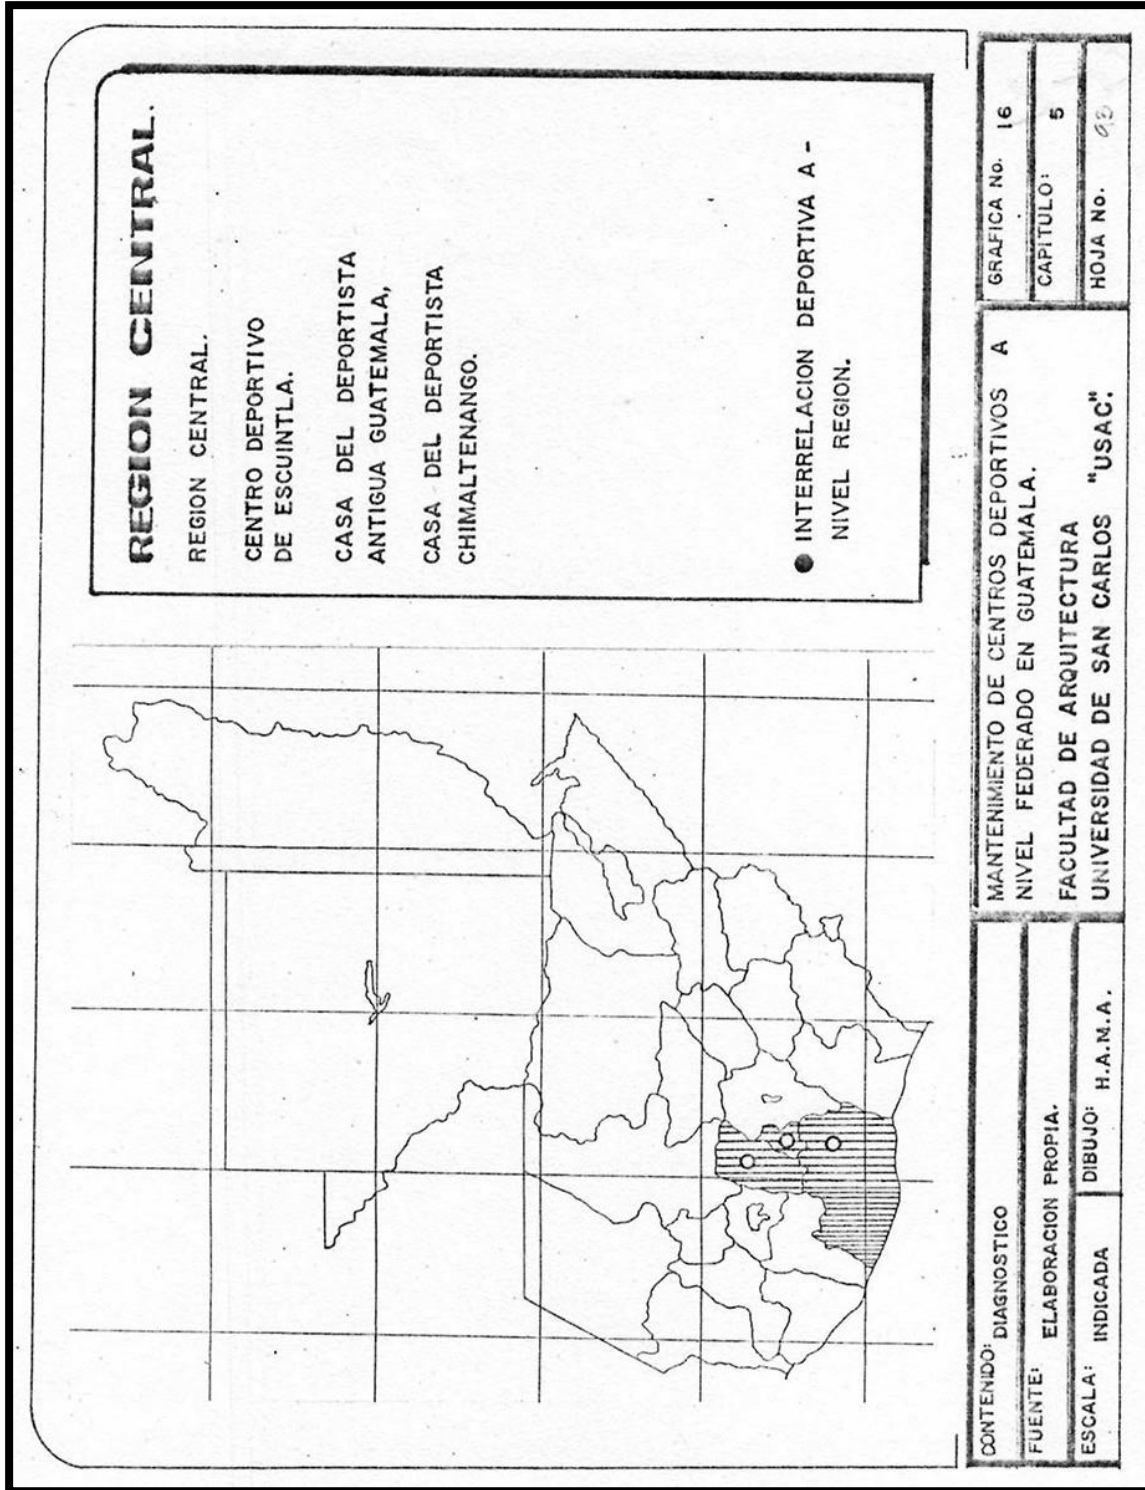 REGION CENTRAL.
REGION CENTRAL.
CENTRO DEPORTIVO
DE ESCUINTLA.
CASA DEL DEPORTISTA
ANTIGUA GUATEMALA,
CASA DEL DEPORTISTA
CHIMALTENANGO.
● INTERRELACION DEPORTIVA A -
NIVEL REGION.
CONTENIDO: DIAGNOSTICO
FUENTE: ELABORACION PROPIA.
ESCALA: INDICADA
DIBUJO: H.A.M.A.
MANTENIMIENTO DE CENTROS DEPORTIVOS A
NIVEL FEDERADO EN GUATEMALA.
FACULTAD DE ARQUITECTURA
UNIVERSIDAD DE SAN CARLOS "USAC".
GRAFICA No. 16
CAPITULO: 5
HOJA No. 93